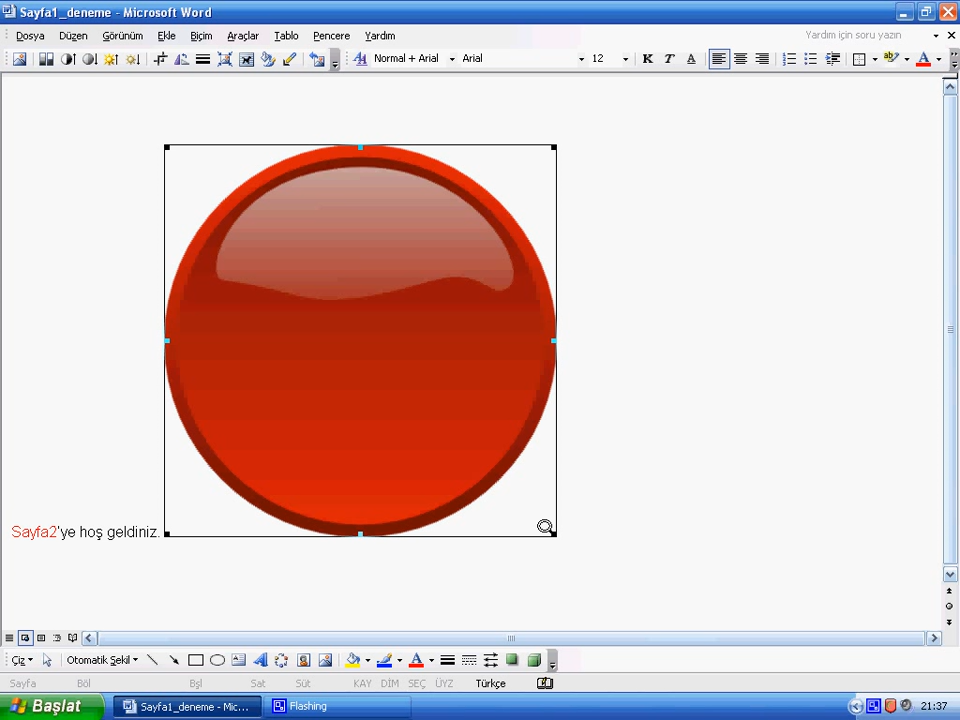 Sayfa1_deneme - Microsoft Word
Dosya Düzen Görünüm Ekle Biçim Araçlar Tablo Pencere Yardım Yardım için soru yazın
Normal + Arial Arial 12 K T A A
Sayfa2'ye hoş geldiniz.
Çiz Otomatik Şekil A A
Sayfa Böl Bşl Sat Süt KAY DİM SEÇ ÜYZ Türkçe
Başlat Sayfa1_deneme - Mic... Flashing 21:37